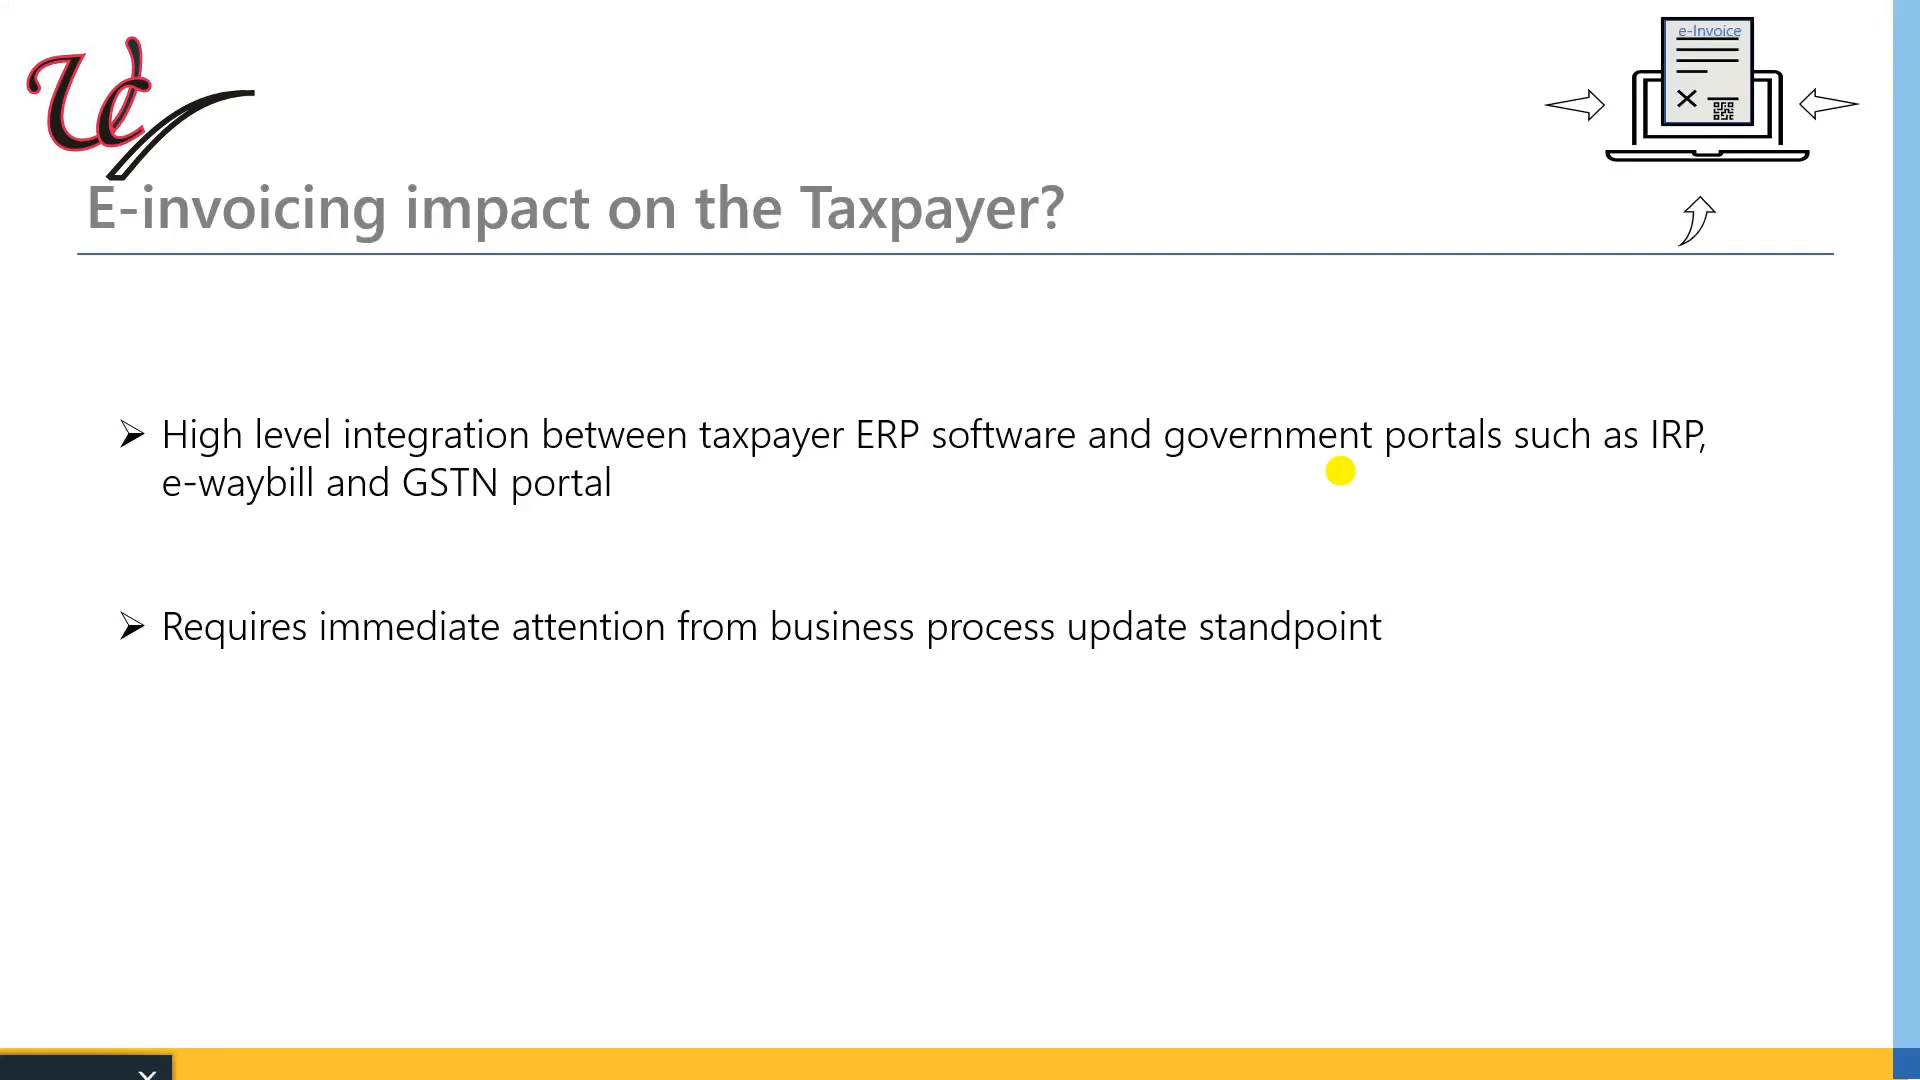 e-Invoice
E-invoicing impact on the Taxpayer?
High level integration between taxpayer ERP software and government portals such as IRP,
e-waybill and GSTN portal
Requires immediate attention from business process update standpoint